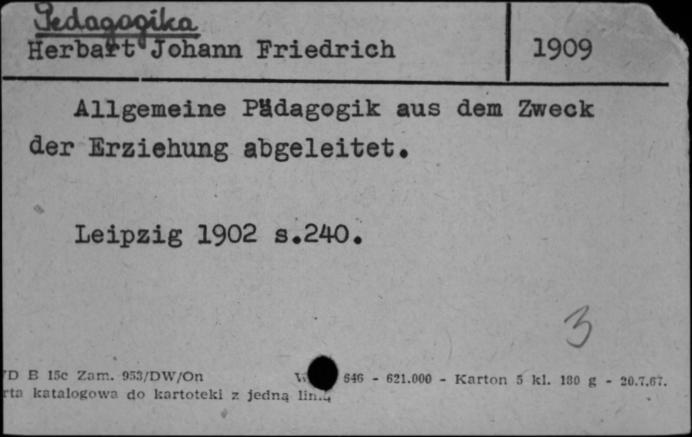 Pedagogika
Herbart Johann Friedrich 1909
Allgemeine Pädagogik aus dem Zweck
der Erziehung abgeleitet.
Leipzig 1902 s.240.
3
D B 15c Zam. 953/DW/On 646 - 621.000 - Karton 5 kl. 180 g - 20.7.67.
rta katalogowa do kartoteki z jedną linią